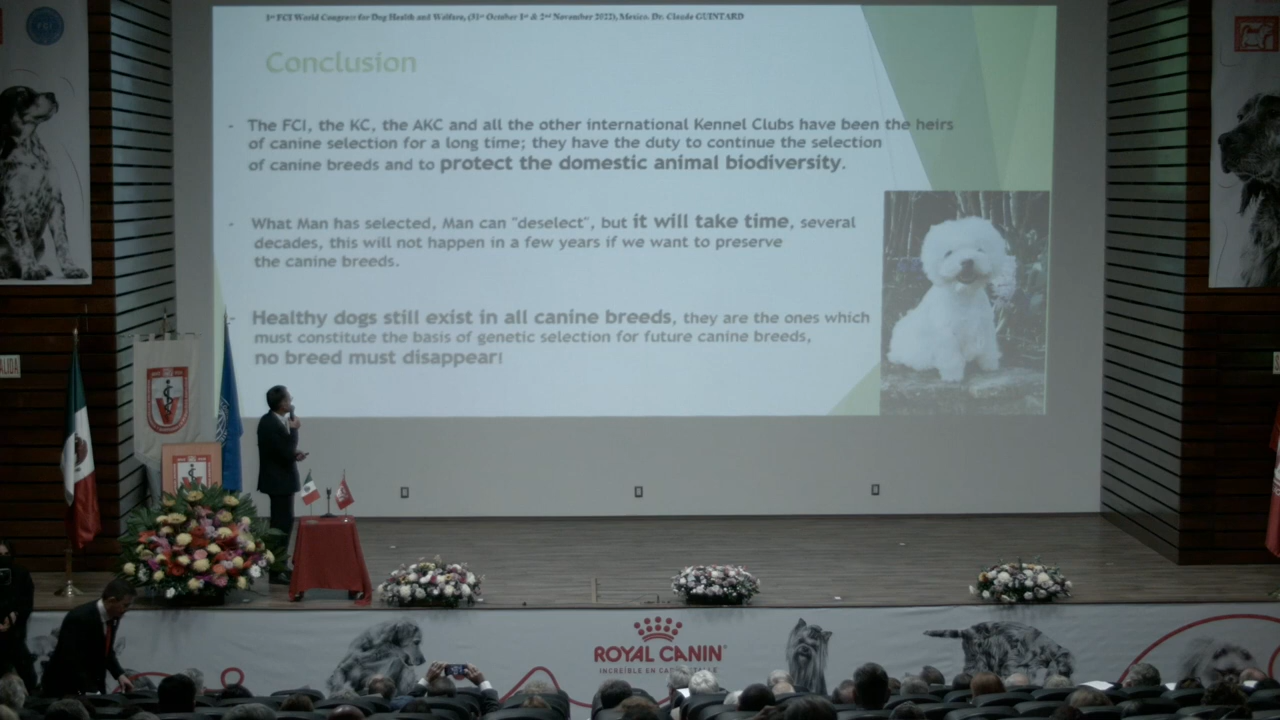 1st FCI World Congress for Dog Health and Welfare, (31st October 1st & 2nd November 2022), Mexico. Dr. Claude GUINTARD
FCI
Conclusion
- The FCI, the KC, the AKC and all the other international Kennel Clubs have been the heirs
of canine selection for a long time; they have the duty to continue the selection
of canine breeds and to protect the domestic animal biodiversity.
- What Man has selected, Man can "deselect", but it will take time, several
decades, this will not happen in a few years if we want to preserve
the canine breeds.
- Healthy dogs still exist in all canine breeds, they are the ones which
must constitute the basis of genetic selection for future canine breeds,
no breed must disappear!
ALIDA
ROYAL CANIN
INCREÍBLE EN CADA